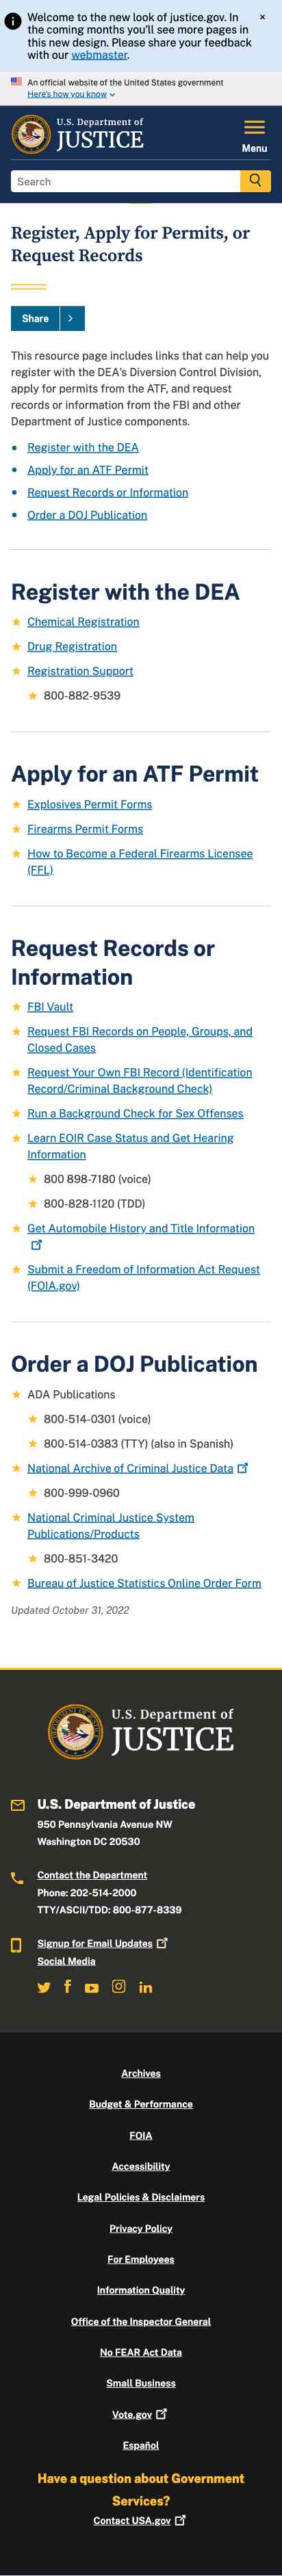 Welcome to the new look of justice.gov. In
the coming months you'll see more pages in
this new design. Please share your feedback
with our webmaster.
×
An official website of the United States government
Here's how you know
U.S. Department of
JUSTICE
Menu
Search
Register, Apply for Permits, or
Request Records
Share
This resource page includes links that can help you
register with the DEA's Diversion Control Division,
apply for permits from the ATF, and request
records or information from the FBI and other
Department of Justice components.
Register with the DEA
Apply for an ATF Permit
Request Records or Information
Order a DOJ Publication
Register with the DEA
Chemical Registration
Drug Registration
Registration Support
800-882-9539
Apply for an ATF Permit
Explosives Permit Forms
Firearms Permit Forms
How to Become a Federal Firearms Licensee
(FFL)
Request Records or
Information
FBI Vault
Request FBI Records on People, Groups, and
Closed Cases
Request Your Own FBI Record (Identification
Record/Criminal Background Check)
Run a Background Check for Sex Offenses
Learn EOIR Case Status and Get Hearing
Information
800 898-7180 (voice)
800-828-1120 (TDD)
Get Automobile History and Title Information
Submit a Freedom of Information Act Request
(FOIA.gov)
Order a DOJ Publication
ADA Publications
800-514-0301 (voice)
800-514-0383 (TTY) (also in Spanish)
National Archive of Criminal Justice Data
800-999-0960
National Criminal Justice System
Publications/Products
800-851-3420
Bureau of Justice Statistics Online Order Form
Updated October 31, 2022
U.S. Department of
JUSTICE
U.S. Department of Justice
950 Pennsylvania Avenue NW
Washington DC 20530
Contact the Department
Phone: 202-514-2000
TTY/ASCII/TDD: 800-877-8339
Signup for Email Updates
Social Media
Archives
Budget & Performance
FOIA
Accessibility
Legal Policies & Disclaimers
Privacy Policy
For Employees
Information Quality
Office of the Inspector General
No FEAR Act Data
Small Business
Vote.gov
Español
Have a question about Government
Services?
Contact USA.gov